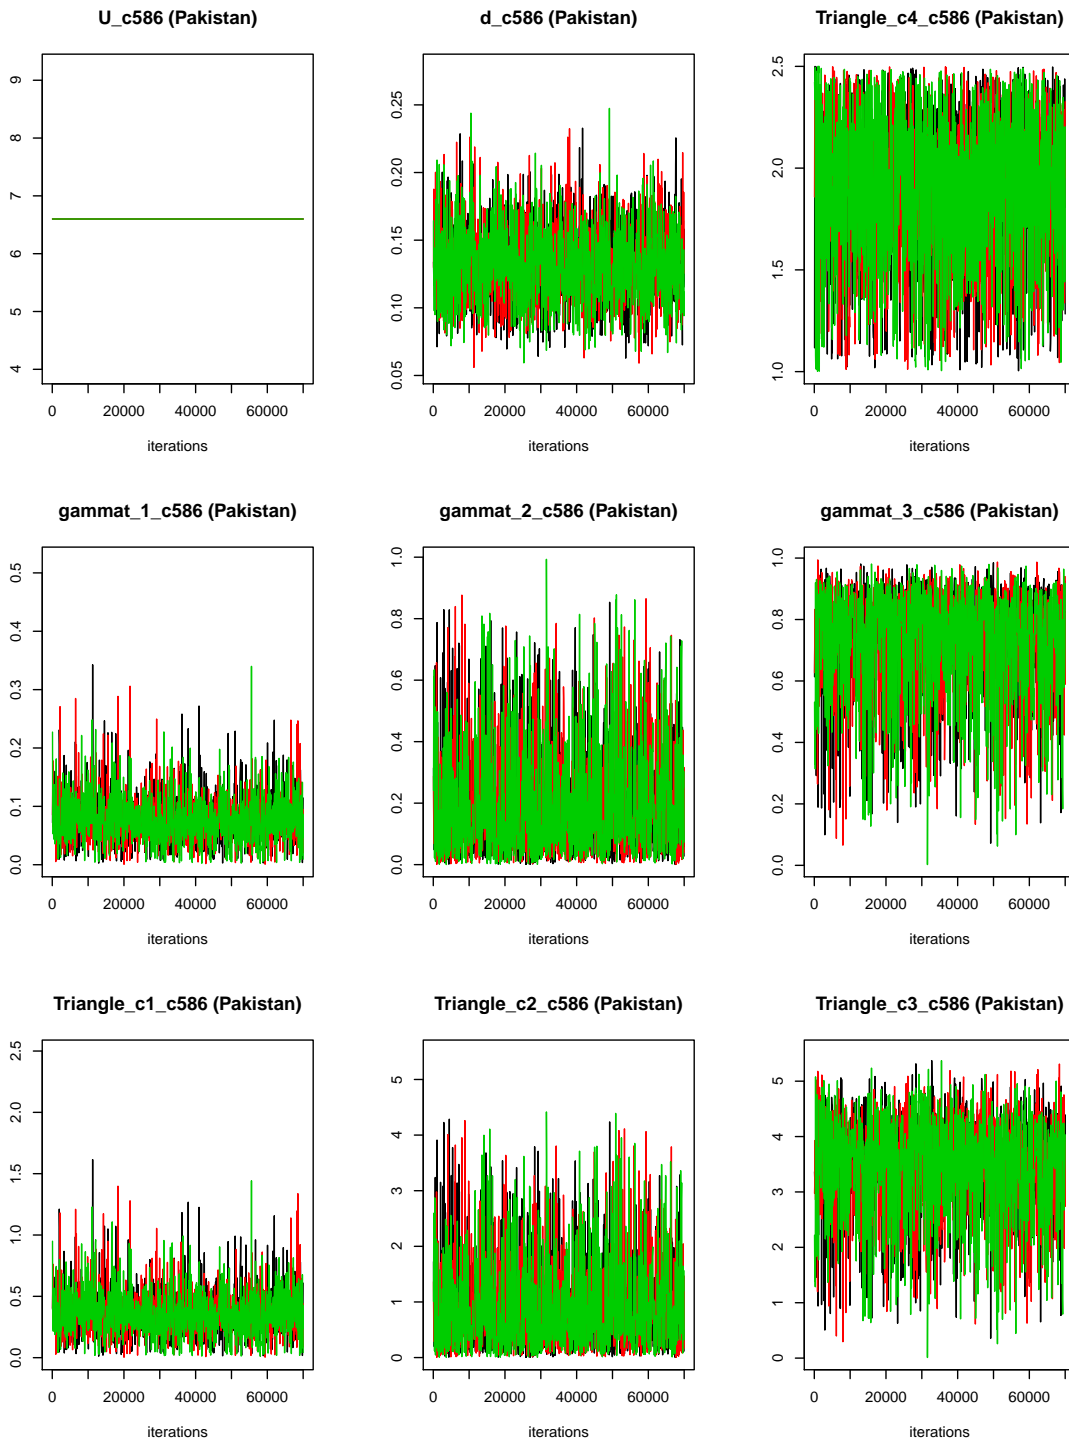 U_c586 (Pakistan)
d_c586 (Pakistan)
Triangle_c4_c586 (Pakistan)
4 5 6 7 8 9
0 20000 40000 60000
iterations
0.05 0.10 0.15 0.20 0.25
0 20000 40000 60000
iterations
1.0 1.5 2.0 2.5
0 20000 40000 60000
iterations
gammat_1_c586 (Pakistan)
gammat_2_c586 (Pakistan)
gammat_3_c586 (Pakistan)
0.0 0.1 0.2 0.3 0.4 0.5
0 20000 40000 60000
iterations
0.0 0.2 0.4 0.6 0.8 1.0
0 20000 40000 60000
iterations
0.0 0.2 0.4 0.6 0.8 1.0
0 20000 40000 60000
iterations
Triangle_c1_c586 (Pakistan)
Triangle_c2_c586 (Pakistan)
Triangle_c3_c586 (Pakistan)
0.0 0.5 1.0 1.5 2.0 2.5
0 20000 40000 60000
iterations
0 1 2 3 4 5
0 20000 40000 60000
iterations
0 1 2 3 4 5
0 20000 40000 60000
iterations